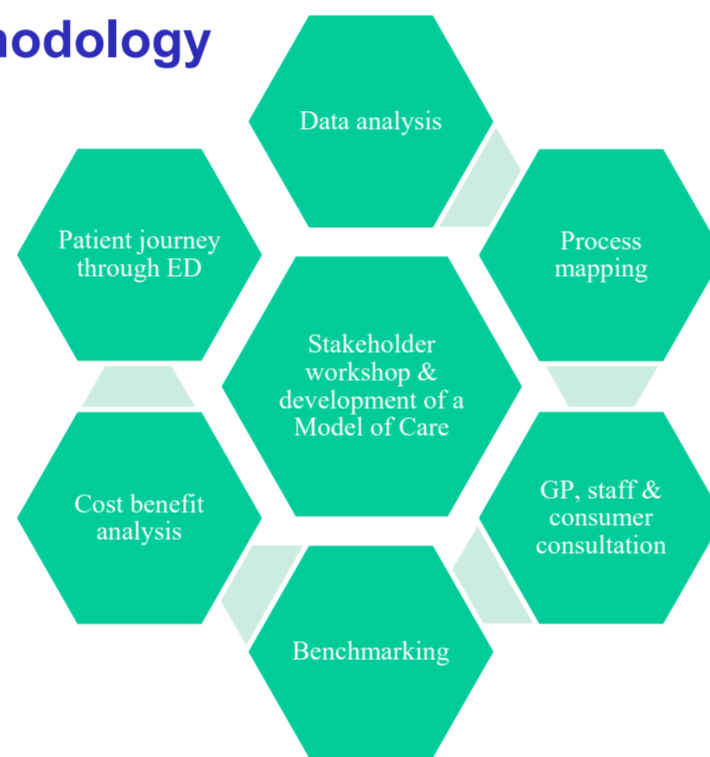 hodology
Data analysis
Patient journey
through ED
Process
mapping
Stakeholder
workshop &
development of a
Model of Care
Cost benefit
analysis
GP, staff &
consumer
consultation
Benchmarking